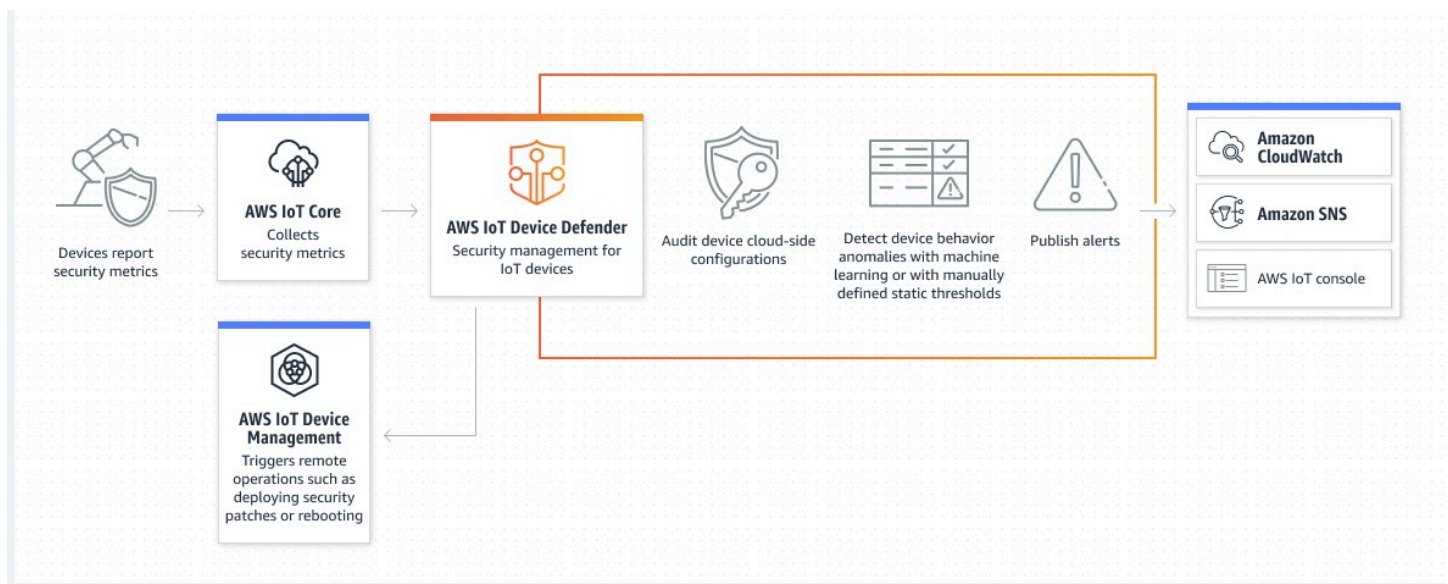 Devices report
security metrics
AWS IoT Core
Collects
security metrics
AWS IoT Device Defender
Security management for
IoT devices
Audit device cloud-side
configurations
Detect device behavior
anomalies with machine
learning or with manually
defined static thresholds
Publish alerts
Amazon
CloudWatch
Amazon SNS
AWS IoT console
AWS IoT Device
Management
Triggers remote
operations such as
deploying security
patches or rebooting